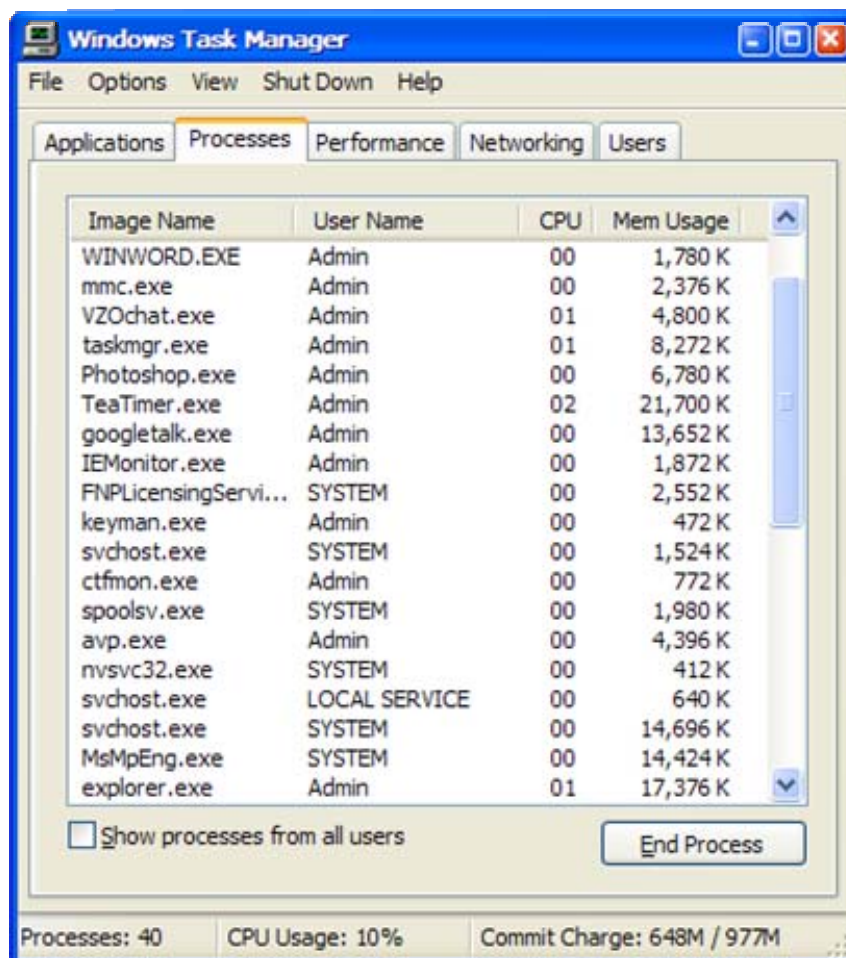 Windows Task Manager
File Options View Shut Down Help
Applications Processes Performance Networking Users
Image Name User Name CPU Mem Usage
WINWORD.EXE Admin 00 1,780 K
mmc.exe Admin 00 2,376 K
VZOchat.exe Admin 01 4,800 K
taskmgr.exe Admin 01 8,272 K
Photoshop.exe Admin 00 6,780 K
TeaTimer.exe Admin 02 21,700 K
googletalk.exe Admin 00 13,652 K
IEMonitor.exe Admin 00 1,872 K
FNPLicensingServi... SYSTEM 00 2,552 K
keyman.exe Admin 00 472 K
svchost.exe SYSTEM 00 1,524 K
ctfmon.exe Admin 00 772 K
spoolsv.exe SYSTEM 00 1,980 K
avp.exe Admin 00 4,396 K
nvsvc32.exe SYSTEM 00 412 K
svchost.exe LOCAL SERVICE 00 640 K
svchost.exe SYSTEM 00 14,696 K
MsMpEng.exe SYSTEM 00 14,424 K
explorer.exe Admin 01 17,376 K
Show processes from all users End Process
Processes: 40 CPU Usage: 10% Commit Charge: 648M / 977M